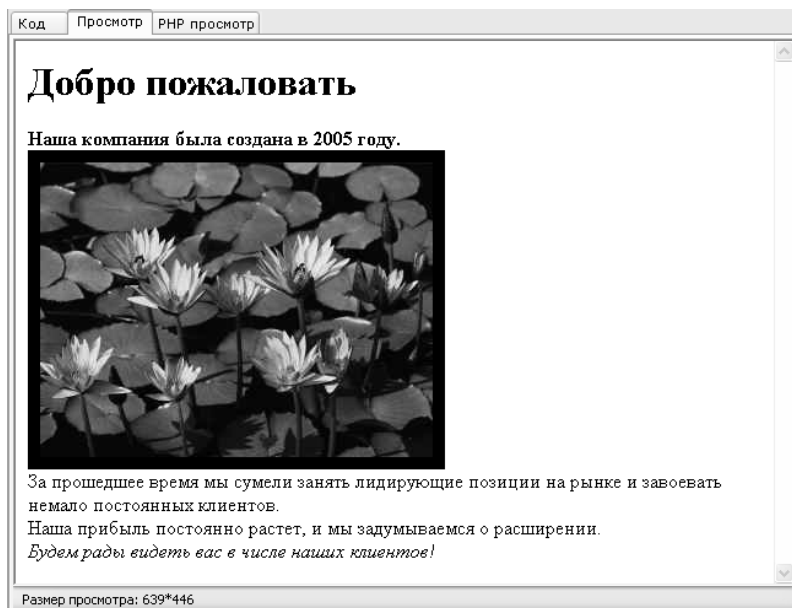 Код Просмотр PHP просмотр
Добро пожаловать
Наша компания была создана в 2005 году.
За прошедшее время мы сумели занять лидирующие позиции на рынке и завоевать
немало постоянных клиентов.
Наша прибыль постоянно растет, и мы задумываемся о расширении.
Будем рады видеть вас в числе наших клиентов!
Размер просмотра: 639*446